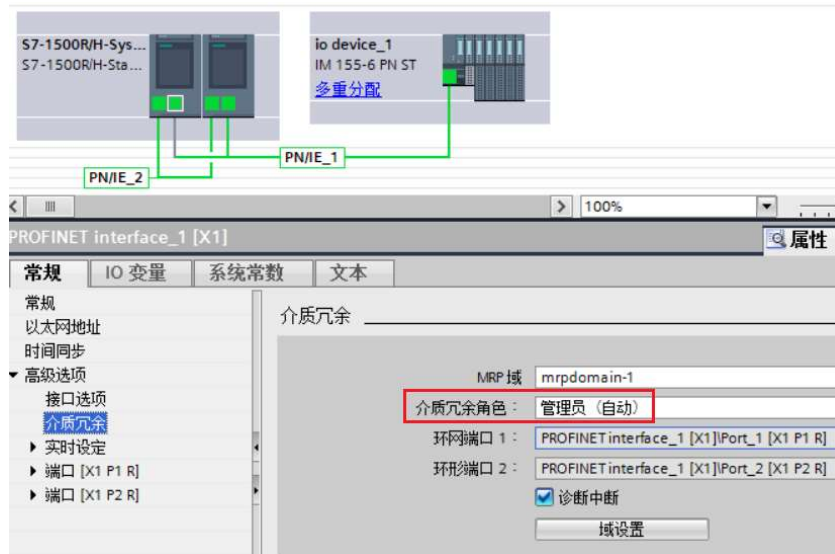 S7-1500R/H-Sys...
S7-1500R/H-Sta...
io device_1
IM 155-6 PN ST
多重分配
PN/IE_1
PN/IE_2
100%
PROFINET interface_1 [X1]
属性
常规
IO 变量
系统常数
文本
常规
以太网地址
时间同步
高级选项
接口选项
介质冗余
实时设定
端口 [X1 P1 R]
端口 [X1 P2 R]
介质冗余
MRP 域
mrpdomain-1
介质冗余角色：
管理员（自动）
环网端口 1：
PROFINET interface_1 [X1]\Port_1 [X1 P1 R]
环形端口 2：
PROFINET interface_1 [X1]\Port_2 [X1 P2 R]
诊断中断
域设置